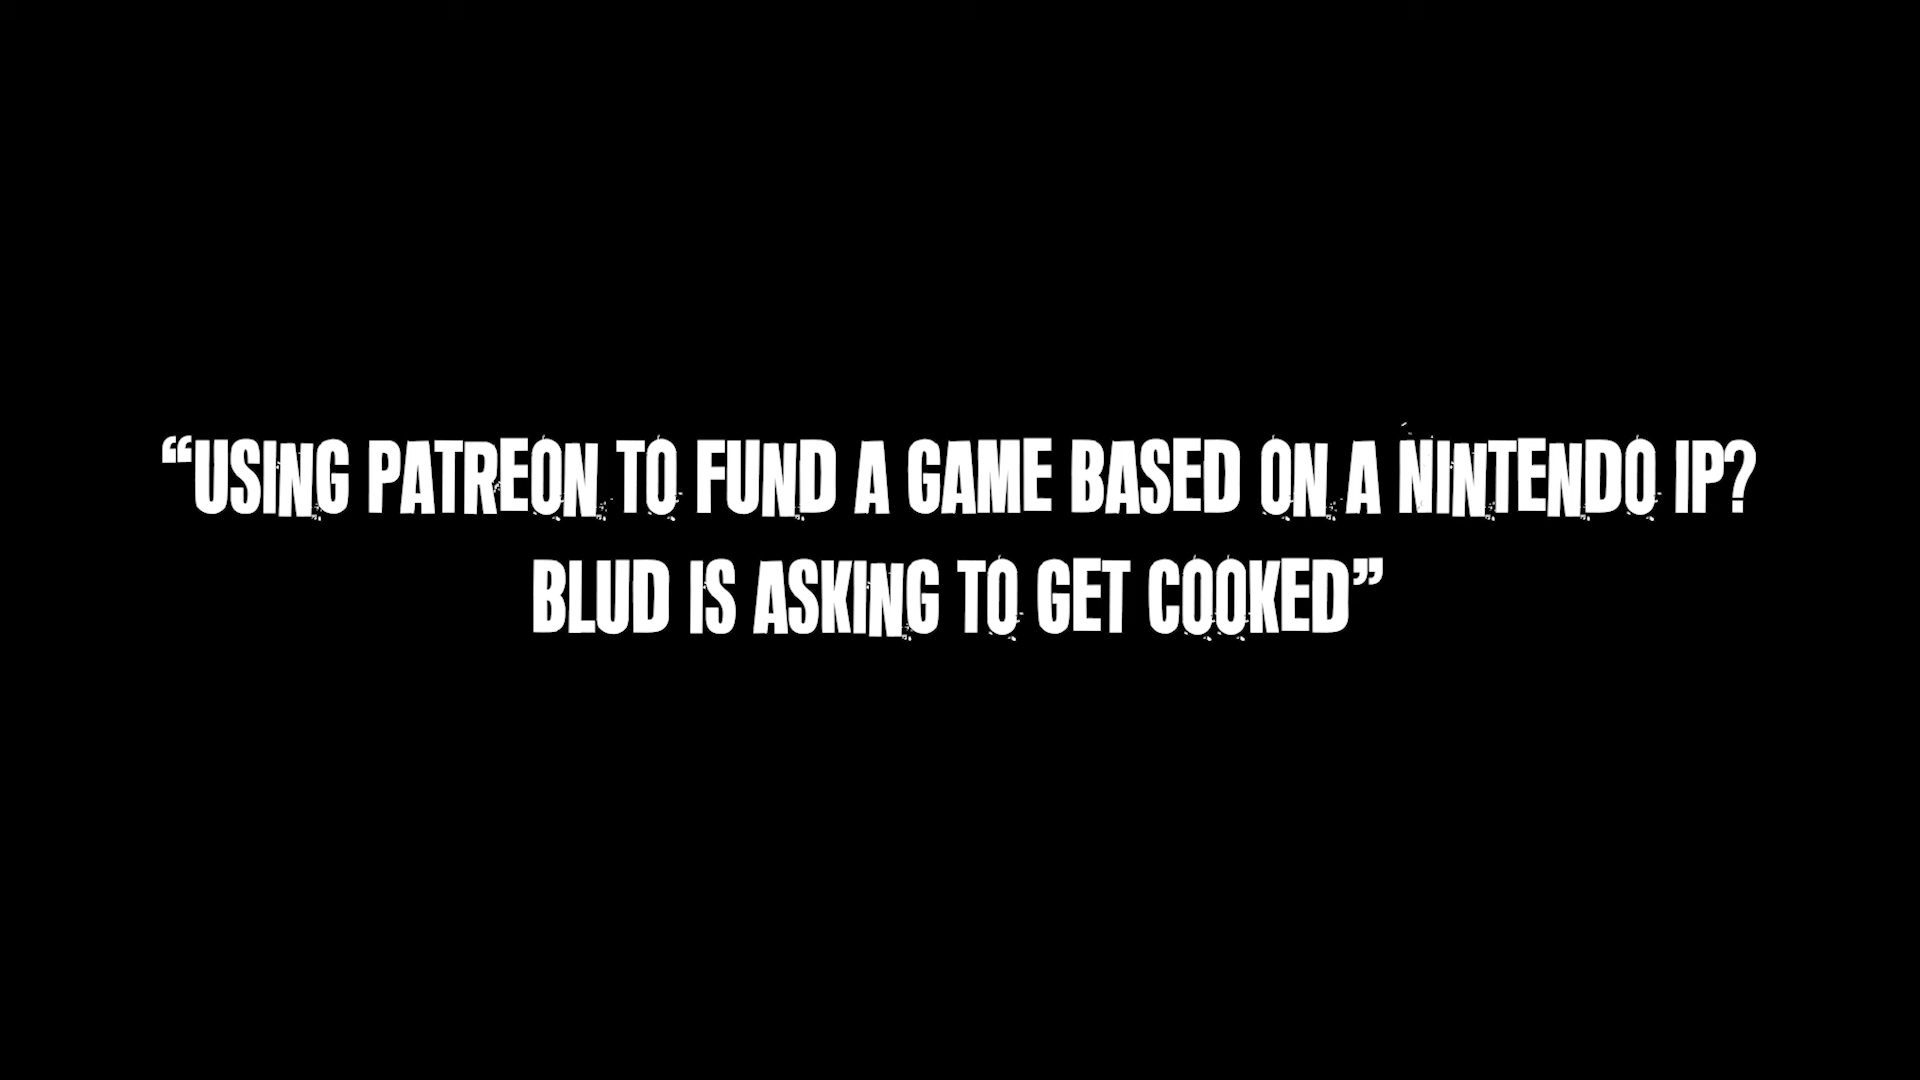 “USING PATREON TO FUND A GAME BASED ON A NINTENDO IP?
BLUD IS ASKING TO GET COOKED”